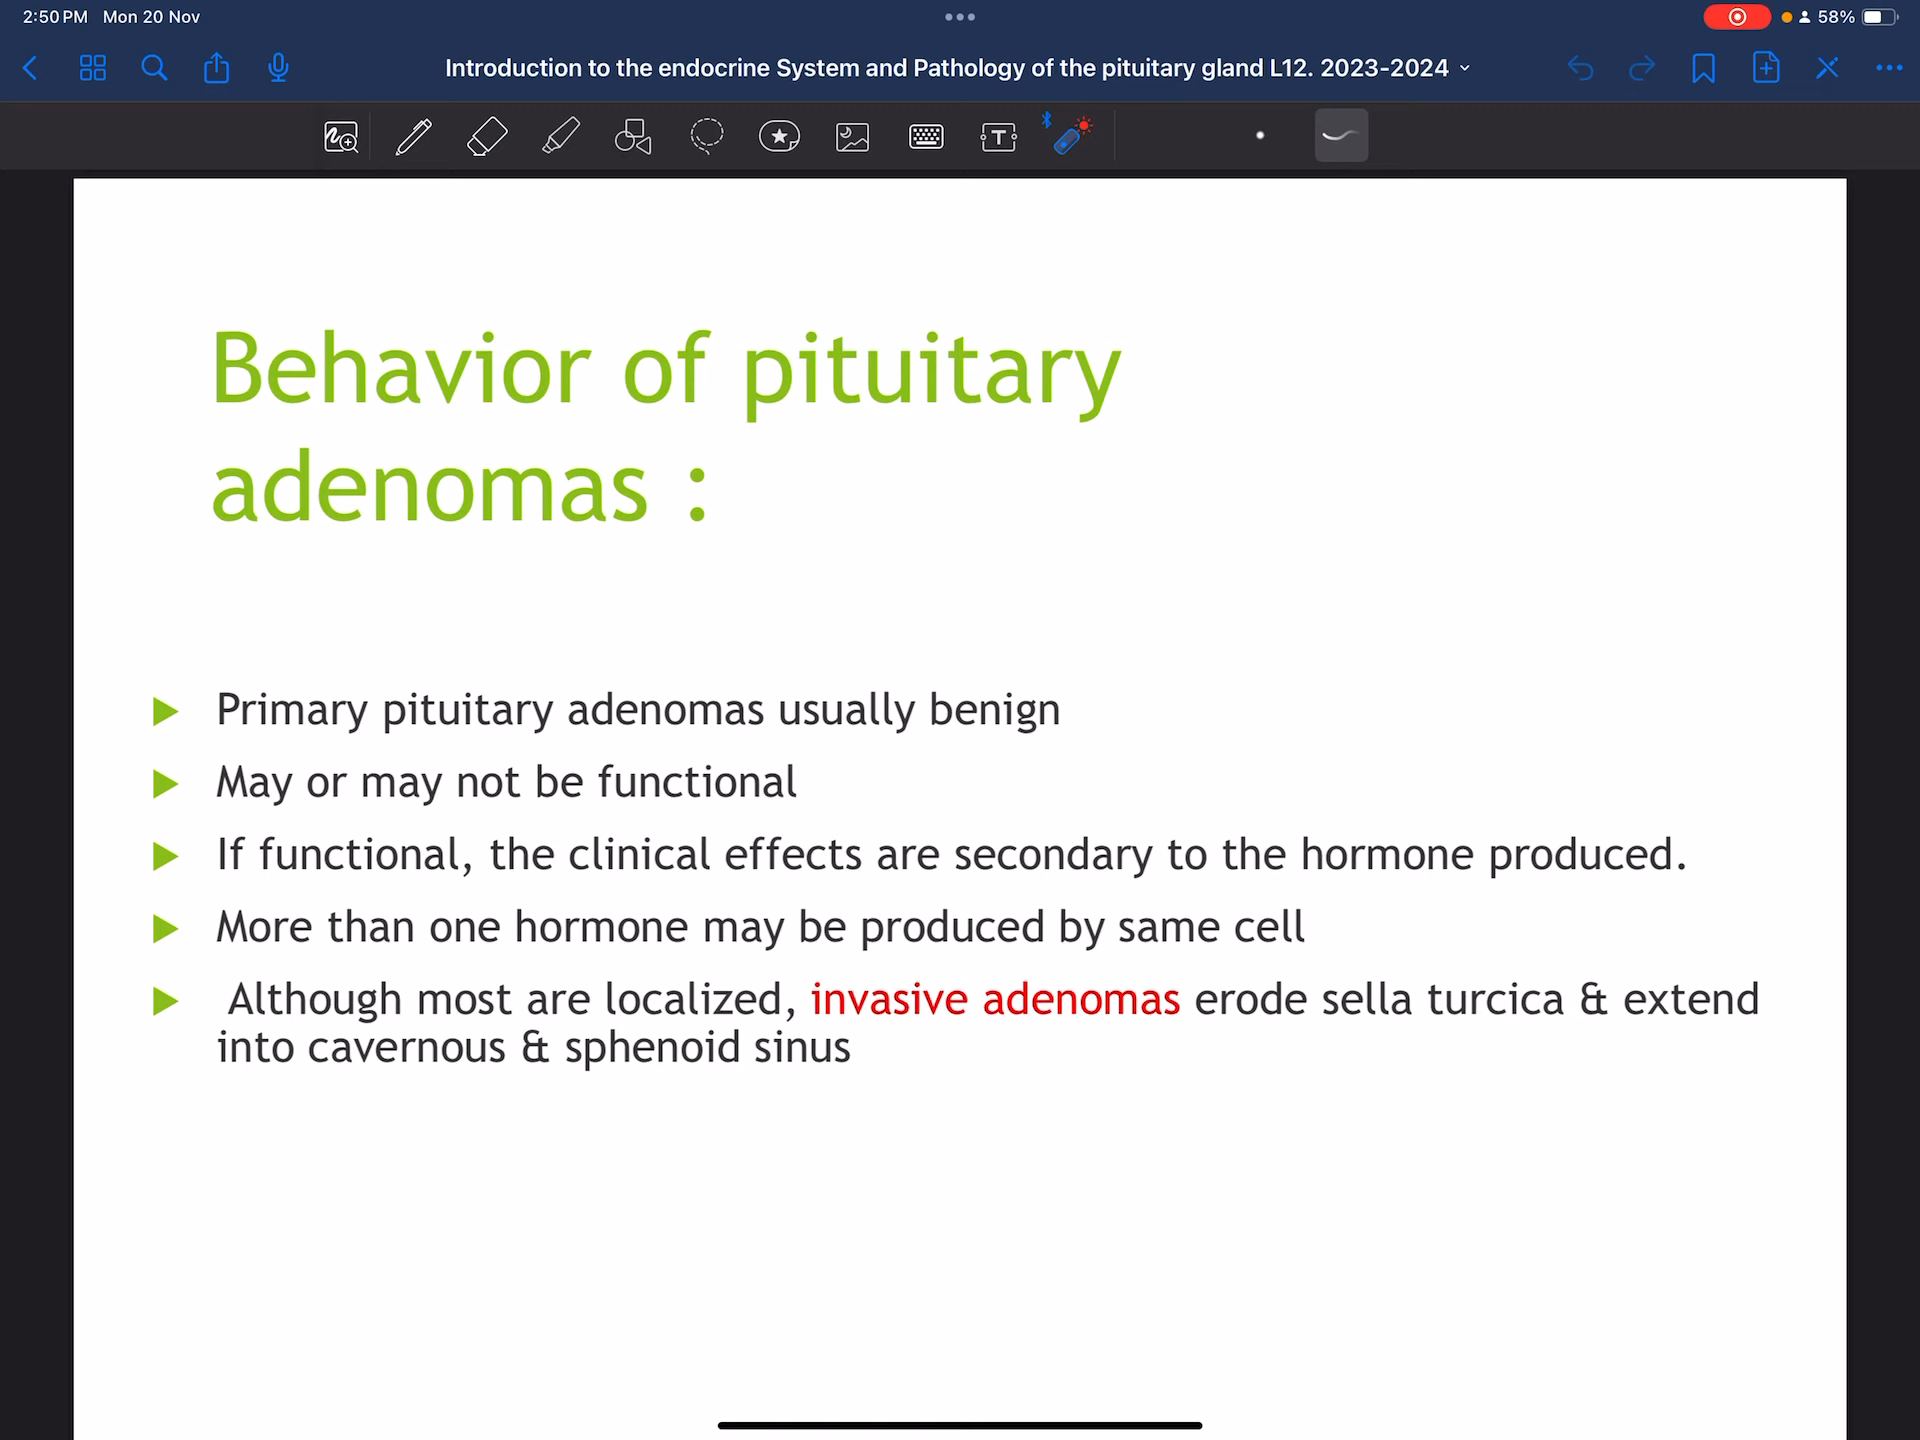 2:50 PM Mon 20 Nov
58%
Introduction to the endocrine System and Pathology of the pituitary gland L12. 2023-2024
T
Behavior of pituitary
adenomas :
Primary pituitary adenomas usually benign
May or may not be functional
If functional, the clinical effects are secondary to the hormone produced.
More than one hormone may be produced by same cell
Although most are localized, invasive adenomas erode sella turcica & extend
into cavernous & sphenoid sinus